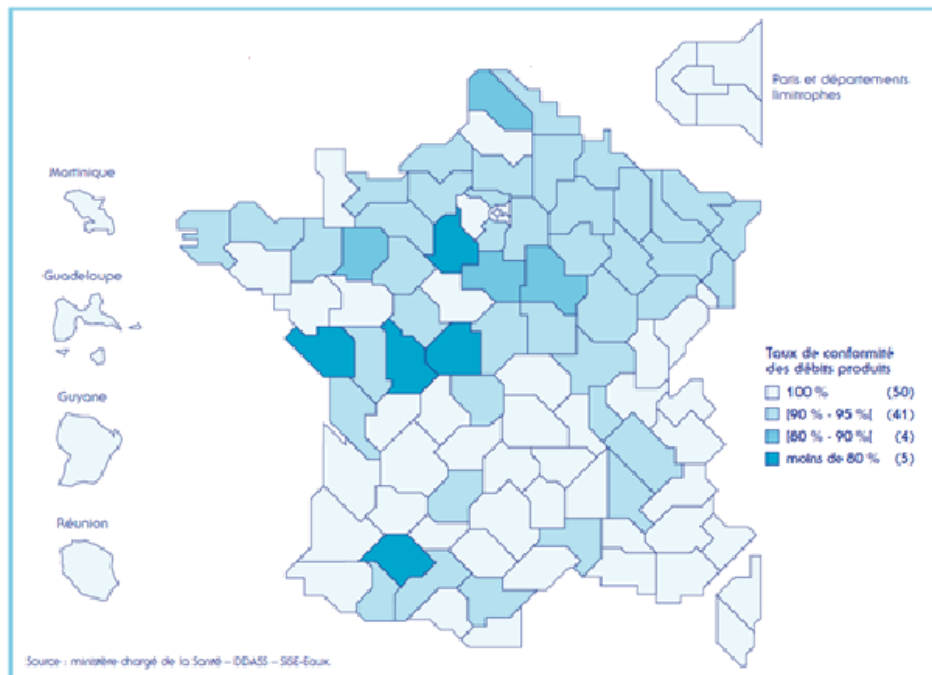 Paris et départements
limitrophes
Martinique
Guadeloupe
Guyane
Réunion
Taux de conformité
des débits produits
100 % (50)
[90 % - 95 %[ (41)
[80 % - 90 %[ (4)
moins de 80 % (5)
Source : ministère chargé de la Santé – DDASS – SISE-Eaux.